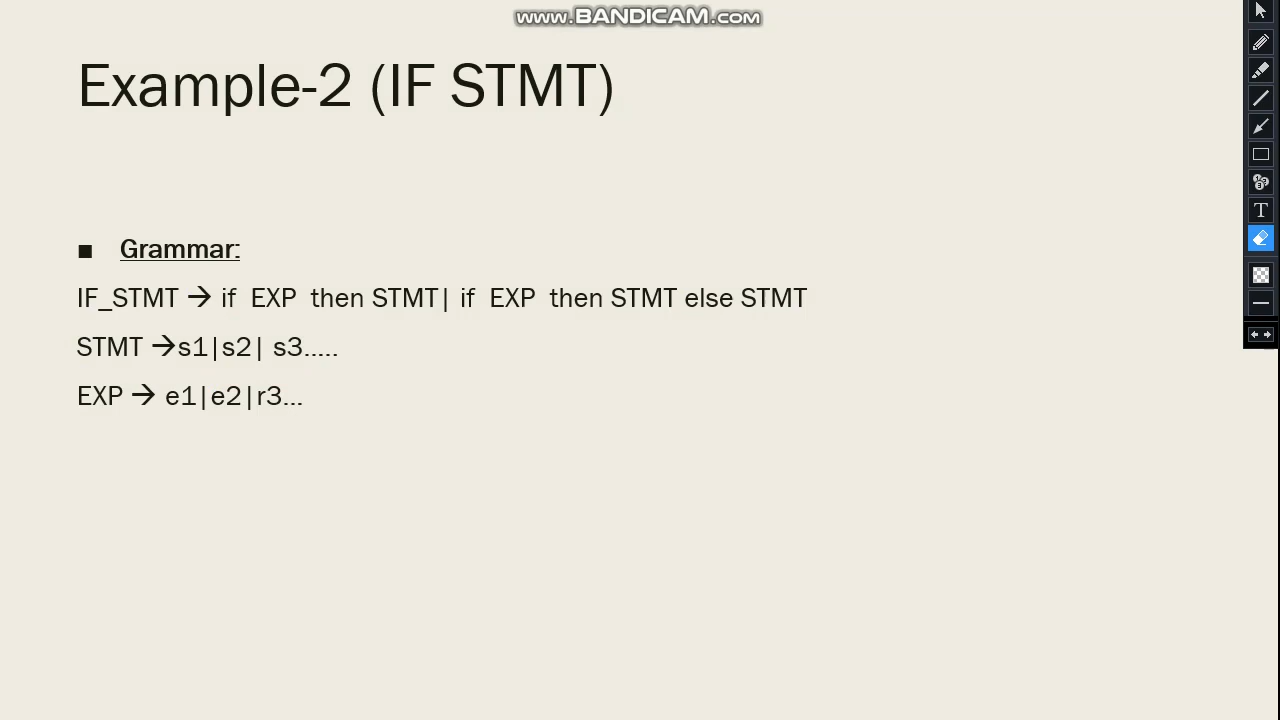 www.BANDICAM.com
Example-2 (IF STMT)
■ Grammar:
IF_STMT → if EXP then STMT| if EXP then STMT else STMT
STMT →s1|s2| s3.....
EXP → e1|e2|r3...
T